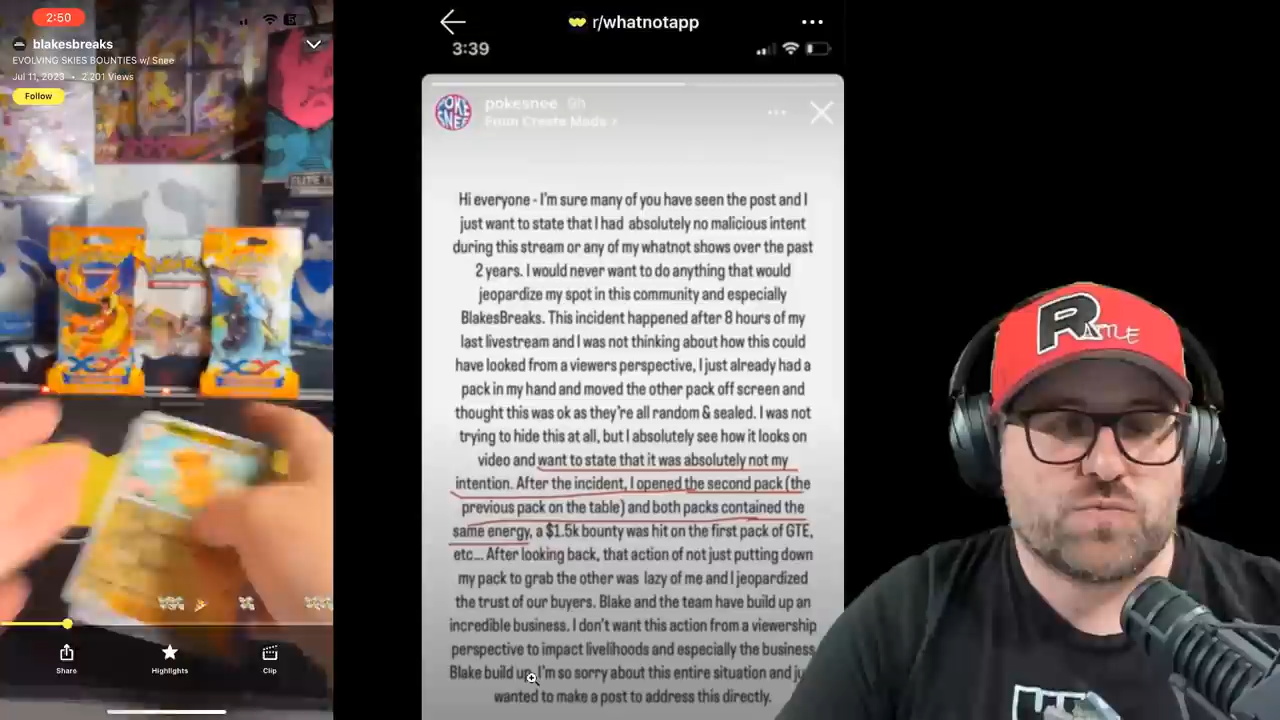 2:50
blakesbreaks
EVOLVING SKIES BOUNTIES w/ Snee
Jul 11, 2023 • 2,201 Views
Follow
ELITE
XY
XY
Share
Highlights
Clip
r/whatnotapp
3:39
POKE SNEE
pokesnee 9h
From Create Mode >
Hi everyone - I'm sure many of you have seen the post and I
just want to state that I had absolutely no malicious intent
during this stream or any of my whatnot shows over the past
2 years. I would never want to do anything that would
jeopardize my spot in this community and especially
BlakesBreaks. This incident happened after 8 hours of my
last livestream and I was not thinking about how this could
have looked from a viewers perspective, I just already had a
pack in my hand and moved the other pack off screen and
thought this was ok as they're all random & sealed. I was not
trying to hide this at all, but I absolutely see how it looks on
video and want to state that it was absolutely not my
intention. After the incident, I opened the second pack (the
previous pack on the table) and both packs contained the
same energy, a $1.5k bounty was hit on the first pack of GTE,
etc... After looking back, that action of not just putting down
my pack to grab the other was lazy of me and I jeopardized
the trust of our buyers. Blake and the team have build up an
incredible business. I don't want this action from a viewership
perspective to impact livelihoods and especially the business
Blake build up. I'm so sorry about this entire situation and ju
wanted to make a post to address this directly.
RATTLE